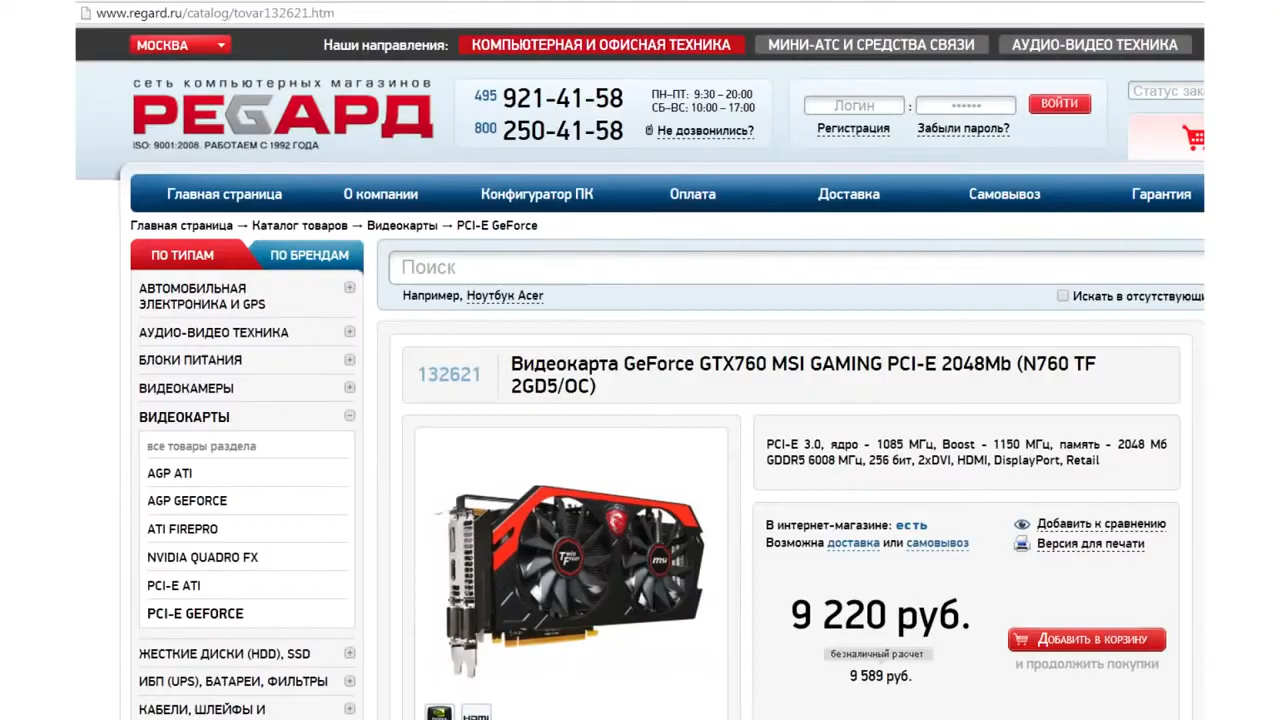 www.regard.ru/catalog/tovar132621.htm
МОСКВА
Наши направления:
КОМПЬЮТЕРНАЯ И ОФИСНАЯ ТЕХНИКА
МИНИ-АТС И СРЕДСТВА СВЯЗИ
АУДИО-ВИДЕО ТЕХНИКА
сеть компьютерных магазинов
РЕGАРД
ISO: 9001:2008. РАБОТАЕМ С 1992 ГОДА
495 921-41-58
800 250-41-58
ПН-ПТ: 9:30 – 20:00
СБ-ВС: 10:00 – 17:00
Не дозвонились?
Логин
:
••••••
ВОЙТИ
Регистрация
Забыли пароль?
Статус зак
Главная страница
О компании
Конфигуратор ПК
Оплата
Доставка
Самовывоз
Гарантия
Главная страница → Каталог товаров → Видеокарты → PCI-E GeForce
ПО ТИПАМ
ПО БРЕНДАМ
АВТОМОБИЛЬНАЯ
ЭЛЕКТРОНИКА И GPS
АУДИО-ВИДЕО ТЕХНИКА
БЛОКИ ПИТАНИЯ
ВИДЕОКАМЕРЫ
ВИДЕОКАРТЫ
все товары раздела
AGP ATI
AGP GEFORCE
ATI FIREPRO
NVIDIA QUADRO FX
PCI-E ATI
PCI-E GEFORCE
ЖЕСТКИЕ ДИСКИ (HDD), SSD
ИБП (UPS), БАТАРЕИ, ФИЛЬТРЫ
КАБЕЛИ, ШЛЕЙФЫ И
Поиск
Например, Ноутбук Acer
Искать в отсутствующи
132621
Видеокарта GeForce GTX760 MSI GAMING PCI-E 2048Mb (N760 TF
2GD5/OC)
PCI-E 3.0, ядро - 1085 МГц, Boost - 1150 МГц, память - 2048 Мб
GDDR5 6008 МГц, 256 бит, 2xDVI, HDMI, DisplayPort, Retail
В интернет-магазине: есть
Возможна доставка или самовывоз
Добавить к сравнению
Версия для печати
9 220 руб.
безналичный расчет
9 589 руб.
Добавить в корзину
и продолжить покупки
msi
HDMI